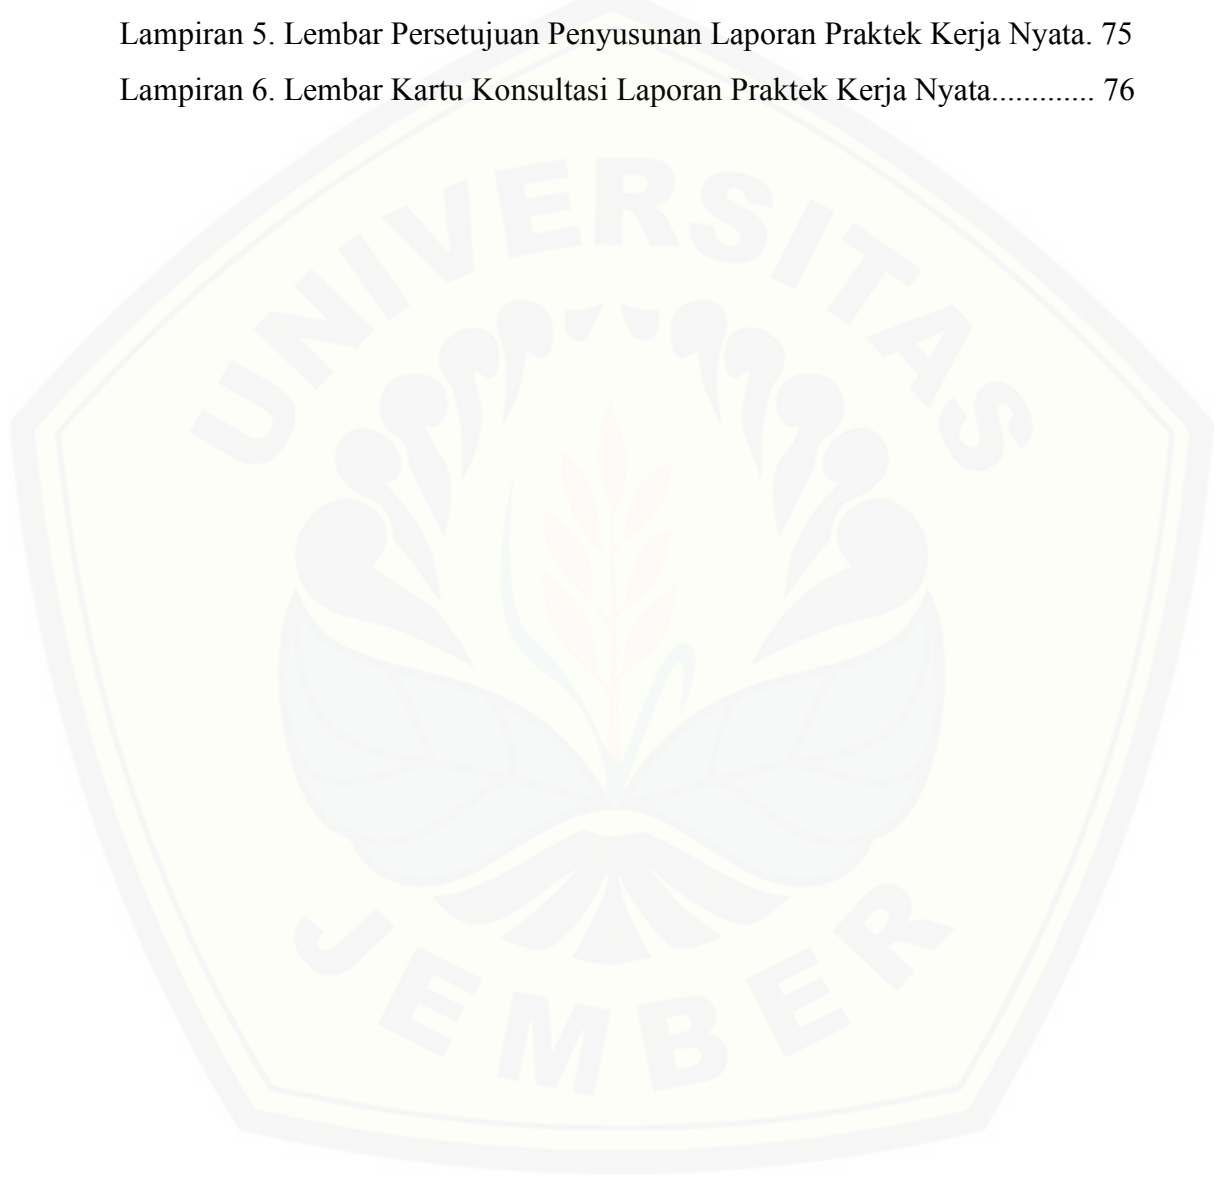 Lampiran 5. Lembar Persetujuan Penyusunan Laporan Praktek Kerja Nyata. 75
Lampiran 6. Lembar Kartu Konsultasi Laporan Praktek Kerja Nyata............. 76
UNIVERSITAS
JEMBER